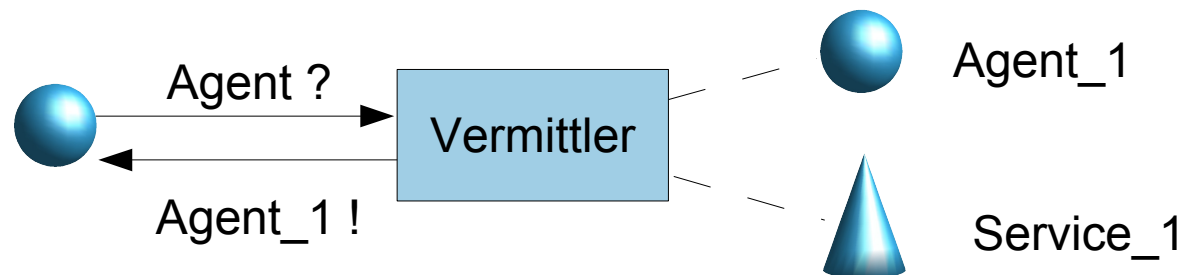 Agent ?
Vermittler
Agent_1 !
Agent_1
Service_1